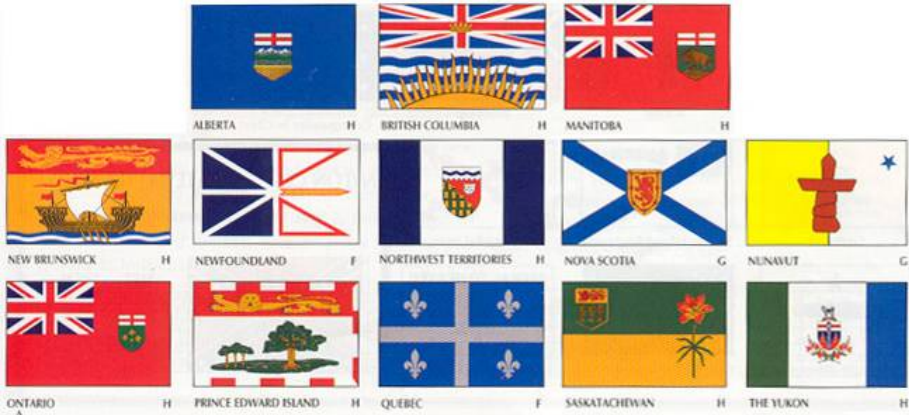 ALBERTA H
BRITISH COLUMBIA H
MANITOBA H
NEW BRUNSWICK H
NEWFOUNDLAND F
NORTHWEST TERRITORIES H
NOVA SCOTIA G
NUNAVUT G
ONTARIO H
PRINCE EDWARD ISLAND H
QUEBEC F
SASKATACHEWAN H
THE YUKON H